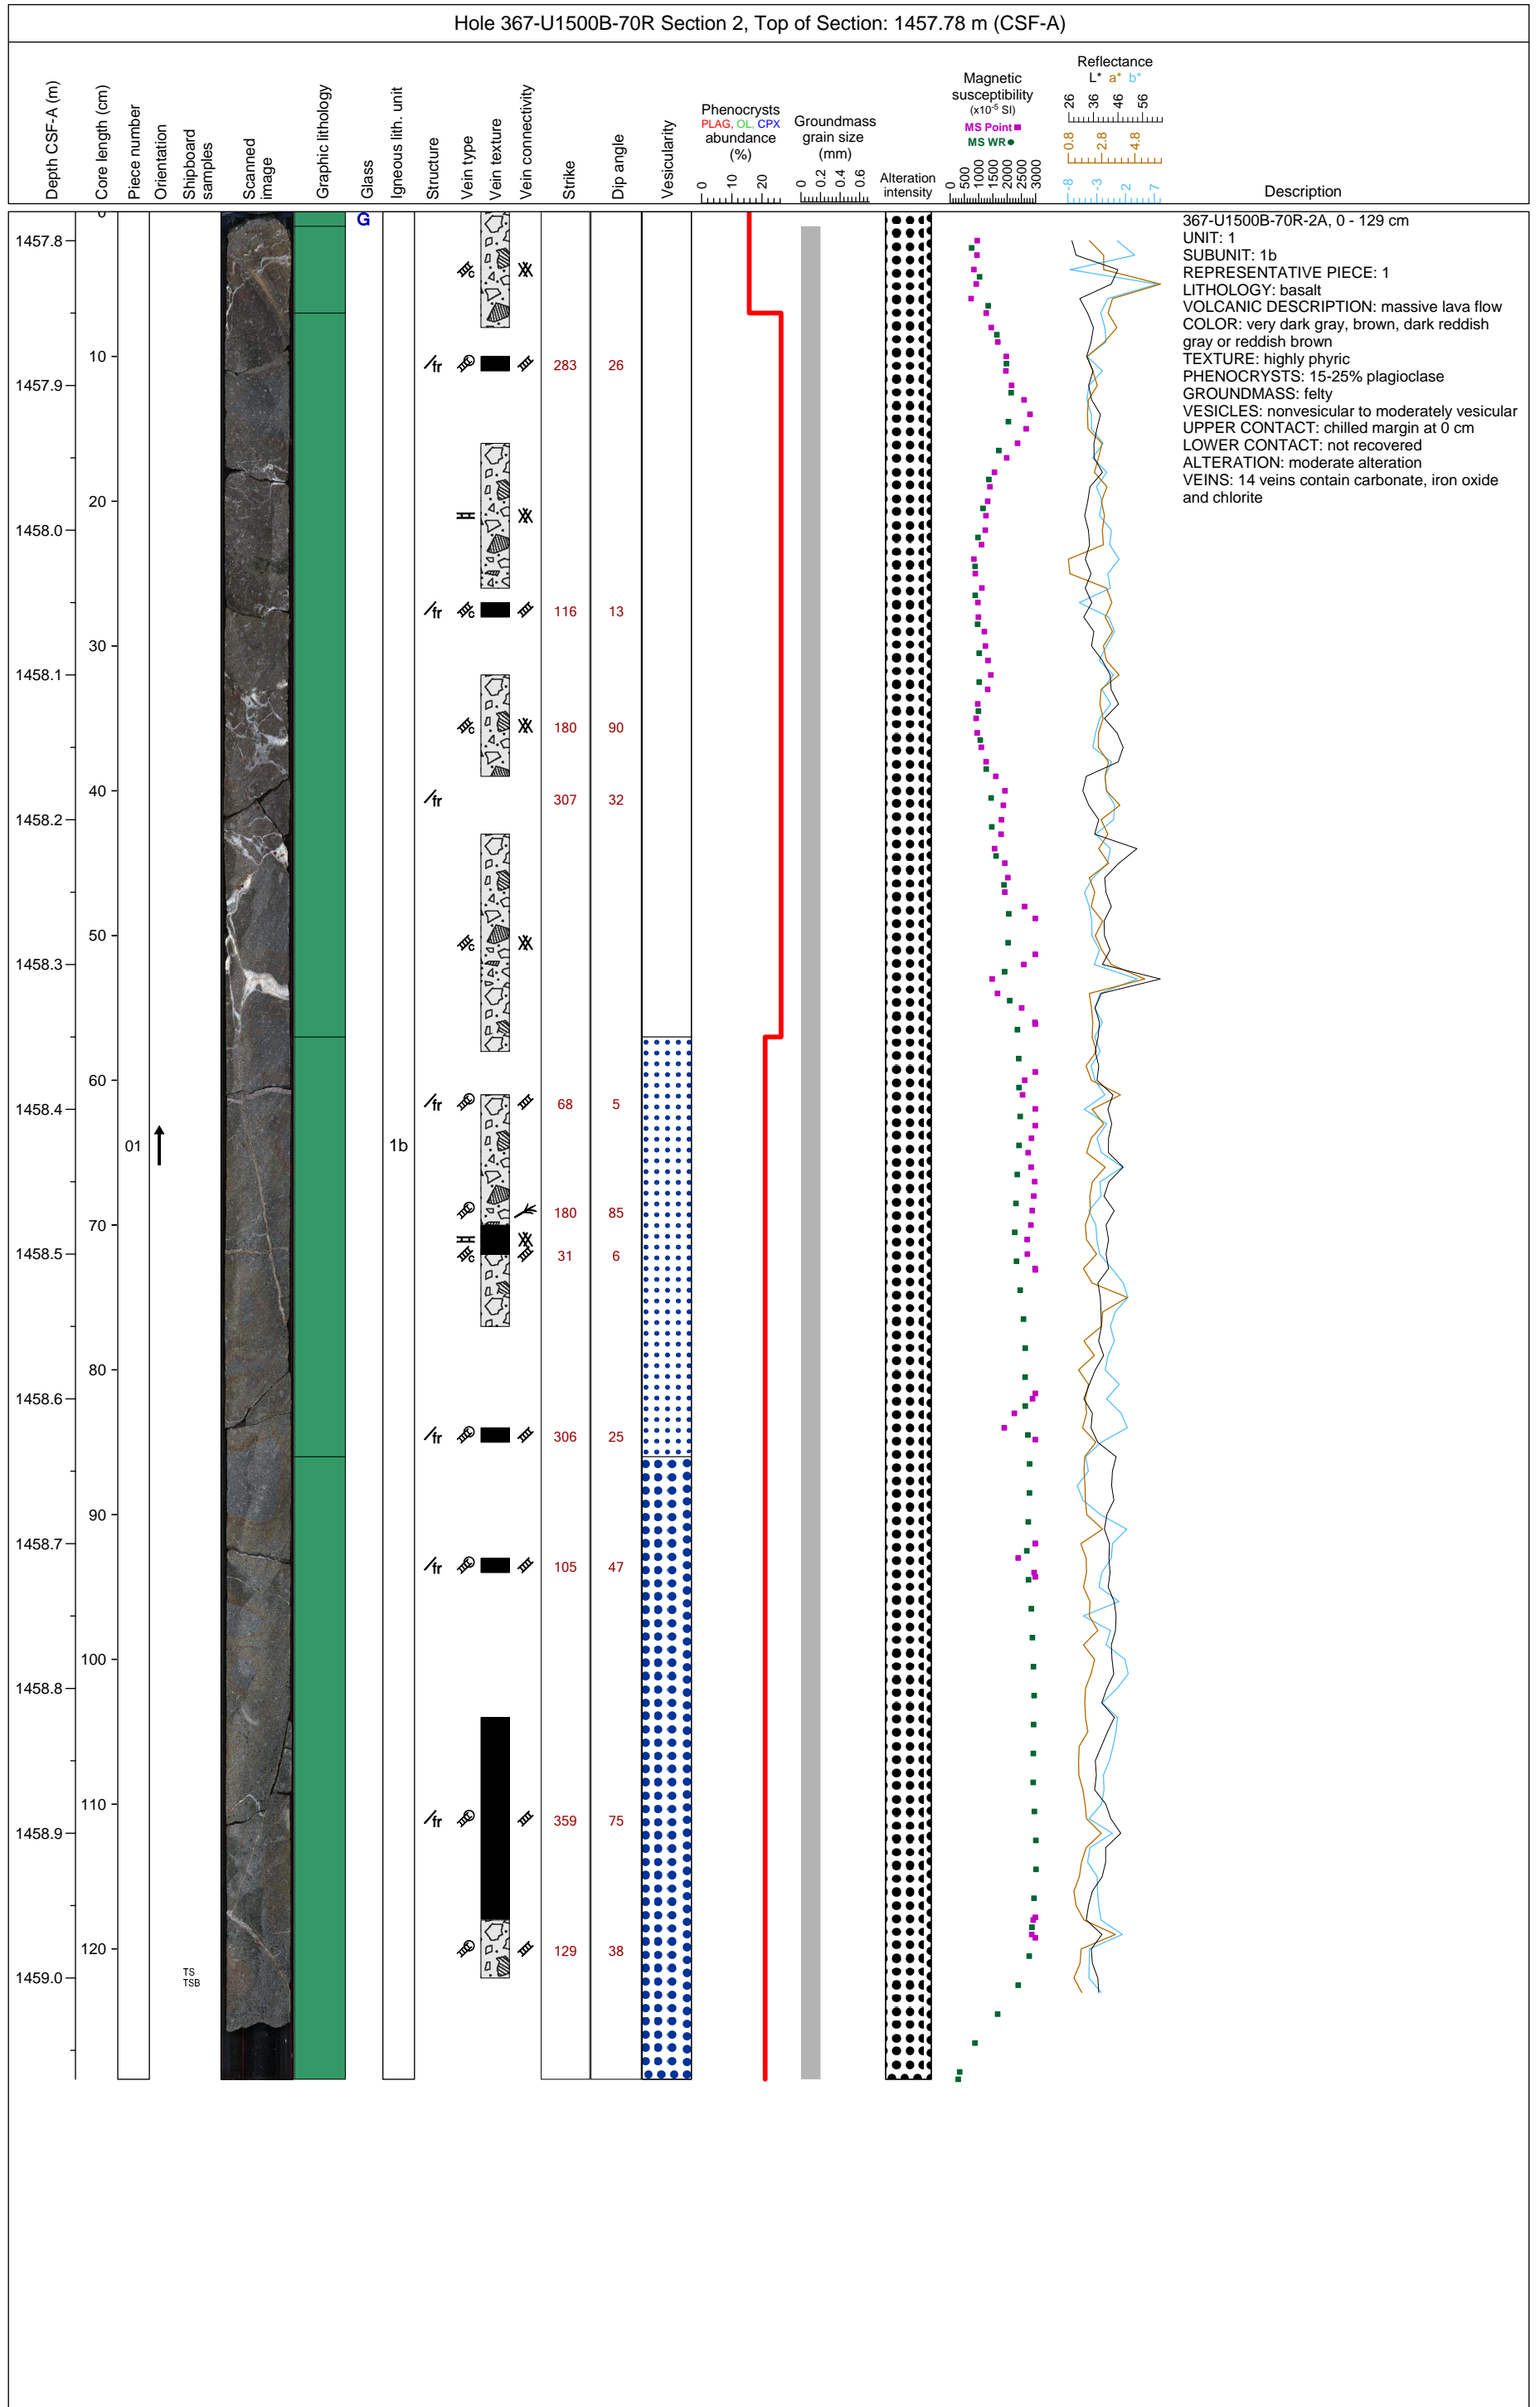 Hole 367-U1500B-70R Section 2, Top of Section: 1457.78 m (CSF-A)
Depth CSF-A (m)
Core length (cm)
Piece number
Orientation
Shipboard
samples
Scanned
image
Graphic lithology
Glass
Igneous lith. unit
Structure
Vein type
Vein texture
Vein connectivity
Strike
Dip angle
Vesicularity
Phenocrysts
PLAG, OL, CPX
abundance
(%)
0 10 20
Groundmass
grain size
(mm)
0 0.2 0.4 0.6
Alteration
intensity
Magnetic
susceptibility
(x10-5 SI)
MS Point
MS WR
0 500 1000 1500 2000 2500 3000
Reflectance
L* a* b*
26 36 46 56
0.8 2.8 4.8
-8 -3 2 7
Description
0
G
1457.8
10
fr c 283 26
1457.9
20
1458.0
fr c 116 13
30
1458.1
c 180 90
40
fr 307 32
1458.2
50
c
1458.3
60
fr 68 5
1458.4
01
1b
180 85
70
1458.5
c 31 6
80
1458.6
fr 306 25
90
1458.7
fr 105 47
100
1458.8
110
fr 359 75
1458.9
120
129 38
TS
TSB
1459.0
367-U1500B-70R-2A, 0 - 129 cm
UNIT: 1
SUBUNIT: 1b
REPRESENTATIVE PIECE: 1
LITHOLOGY: basalt
VOLCANIC DESCRIPTION: massive lava flow
COLOR: very dark gray, brown, dark reddish
gray or reddish brown
TEXTURE: highly phyric
PHENOCRYSTS: 15-25% plagioclase
GROUNDMASS: felty
VESICLES: nonvesicular to moderately vesicular
UPPER CONTACT: chilled margin at 0 cm
LOWER CONTACT: not recovered
ALTERATION: moderate alteration
VEINS: 14 veins contain carbonate, iron oxide
and chlorite